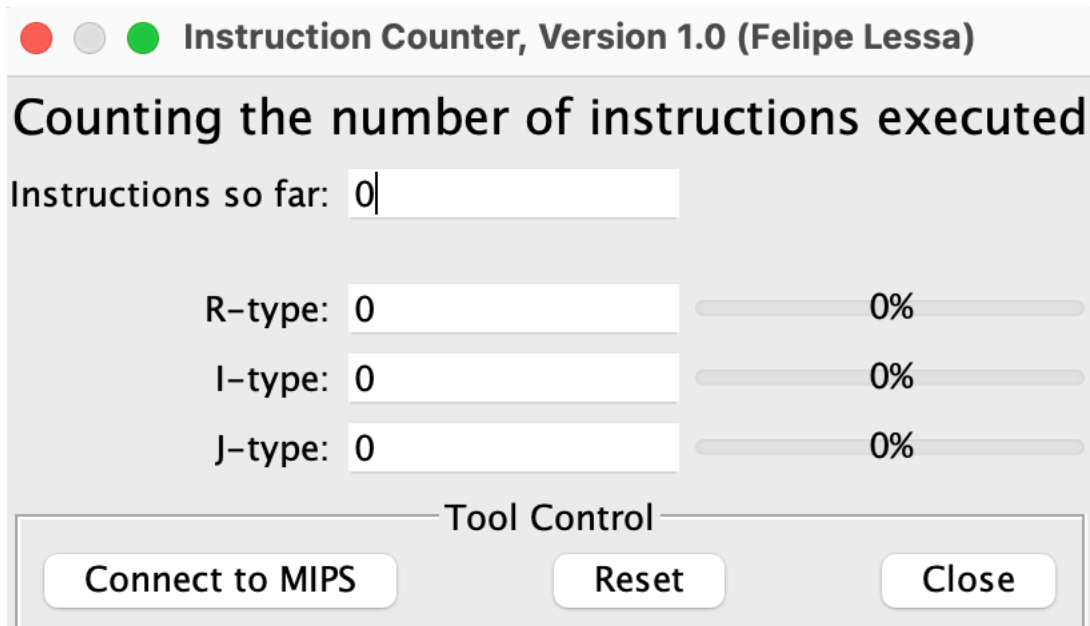 Instruction Counter, Version 1.0 (Felipe Lessa)
Counting the number of instructions executed
Instructions so far: 0
R-type: 0 0%
I-type: 0 0%
J-type: 0 0%
Tool Control
Connect to MIPS Reset Close